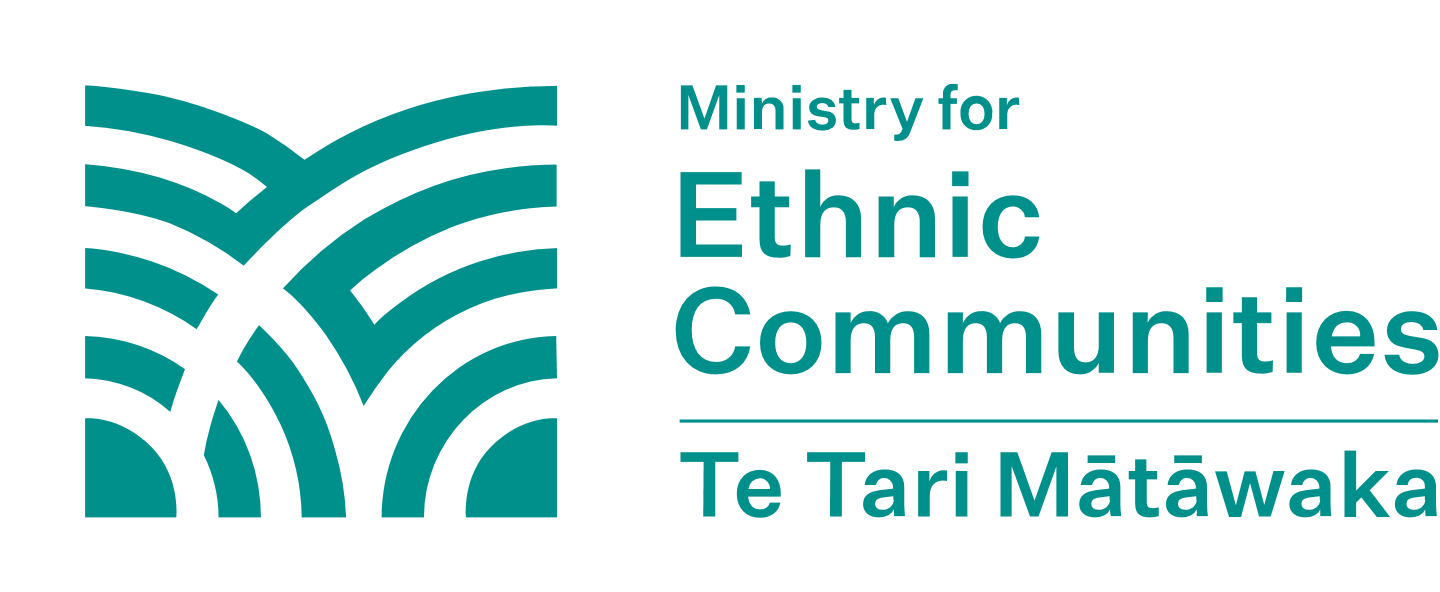 Ministry for
Ethnic
Communities
Te Tari Mātāwaka